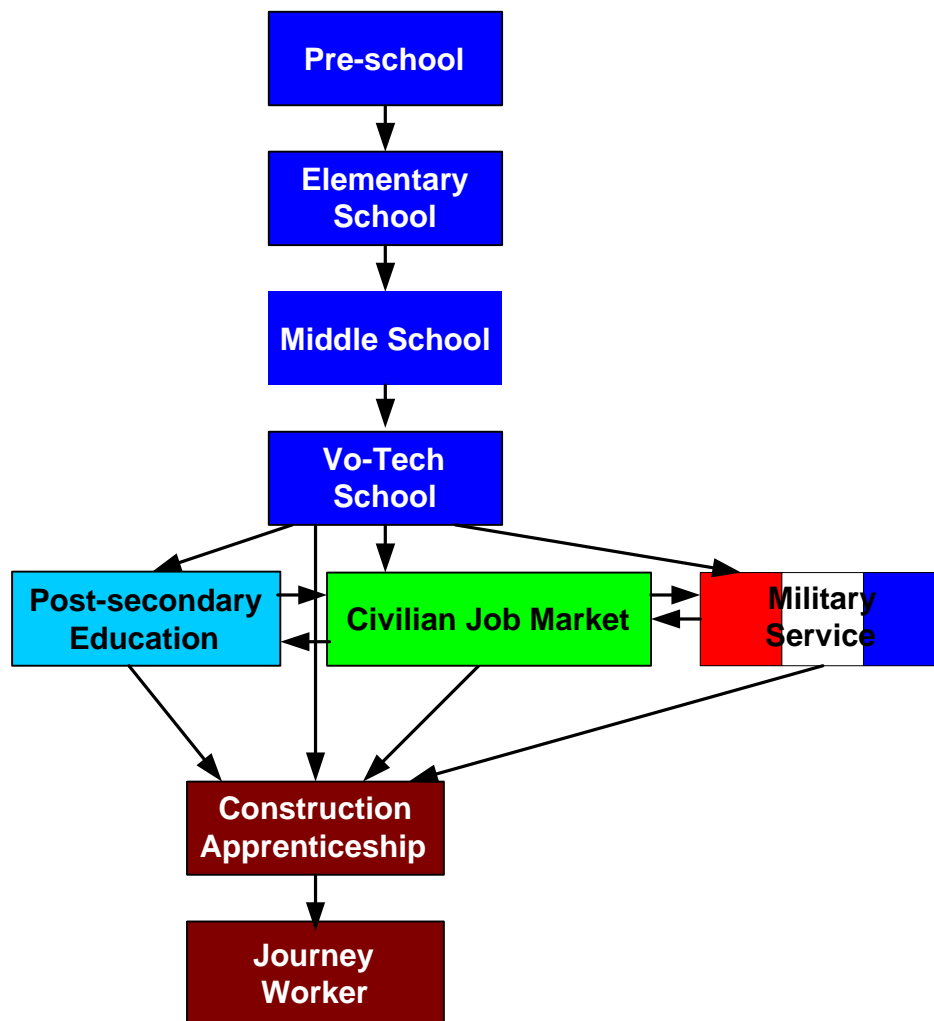 Pre-school
Elementary
School
Middle School
Vo-Tech
School
Post-secondary
Education
Civilian Job Market
Military
Service
Construction
Apprenticeship
Journey
Worker